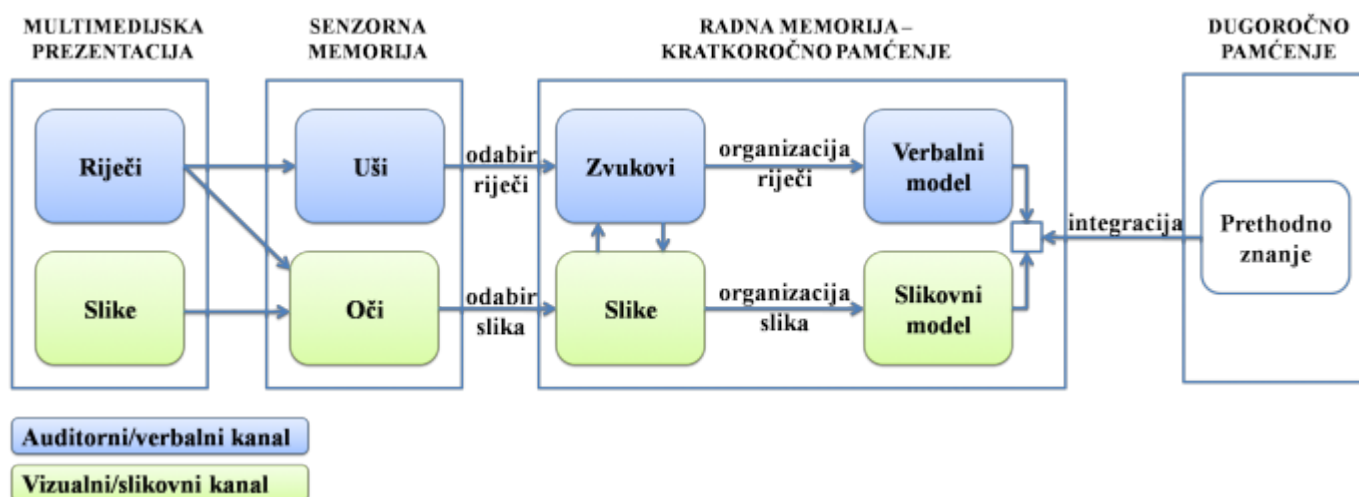 MULTIMEDIJSKA
PREZENTACIJA
SENZORNA
MEMORIJA
RADNA MEMORIJA –
KRATKOROČNO PAMĆENJE
DUGOROČNO
PAMĆENJE
Riječi
Uši
odabir
riječi
Zvukovi
organizacija
riječi
Verbalni
model
integracija
Prethodno
znanje
Slike
Oči
odabir
slika
Slike
organizacija
slika
Slikovni
model
Auditorni/verbalni kanal
Vizualni/slikovni kanal